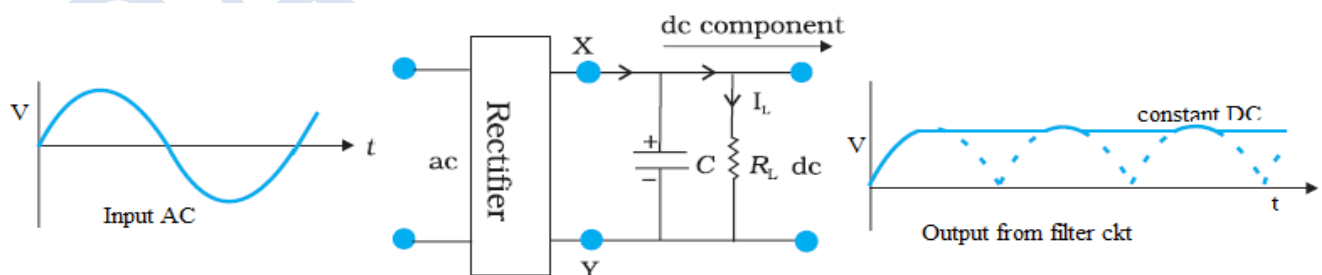 V
t
Input AC
ac
Rectifier
X
Y
dc component
I_L
+
−
C
R_L
dc
V
constant DC
t
Output from filter ckt